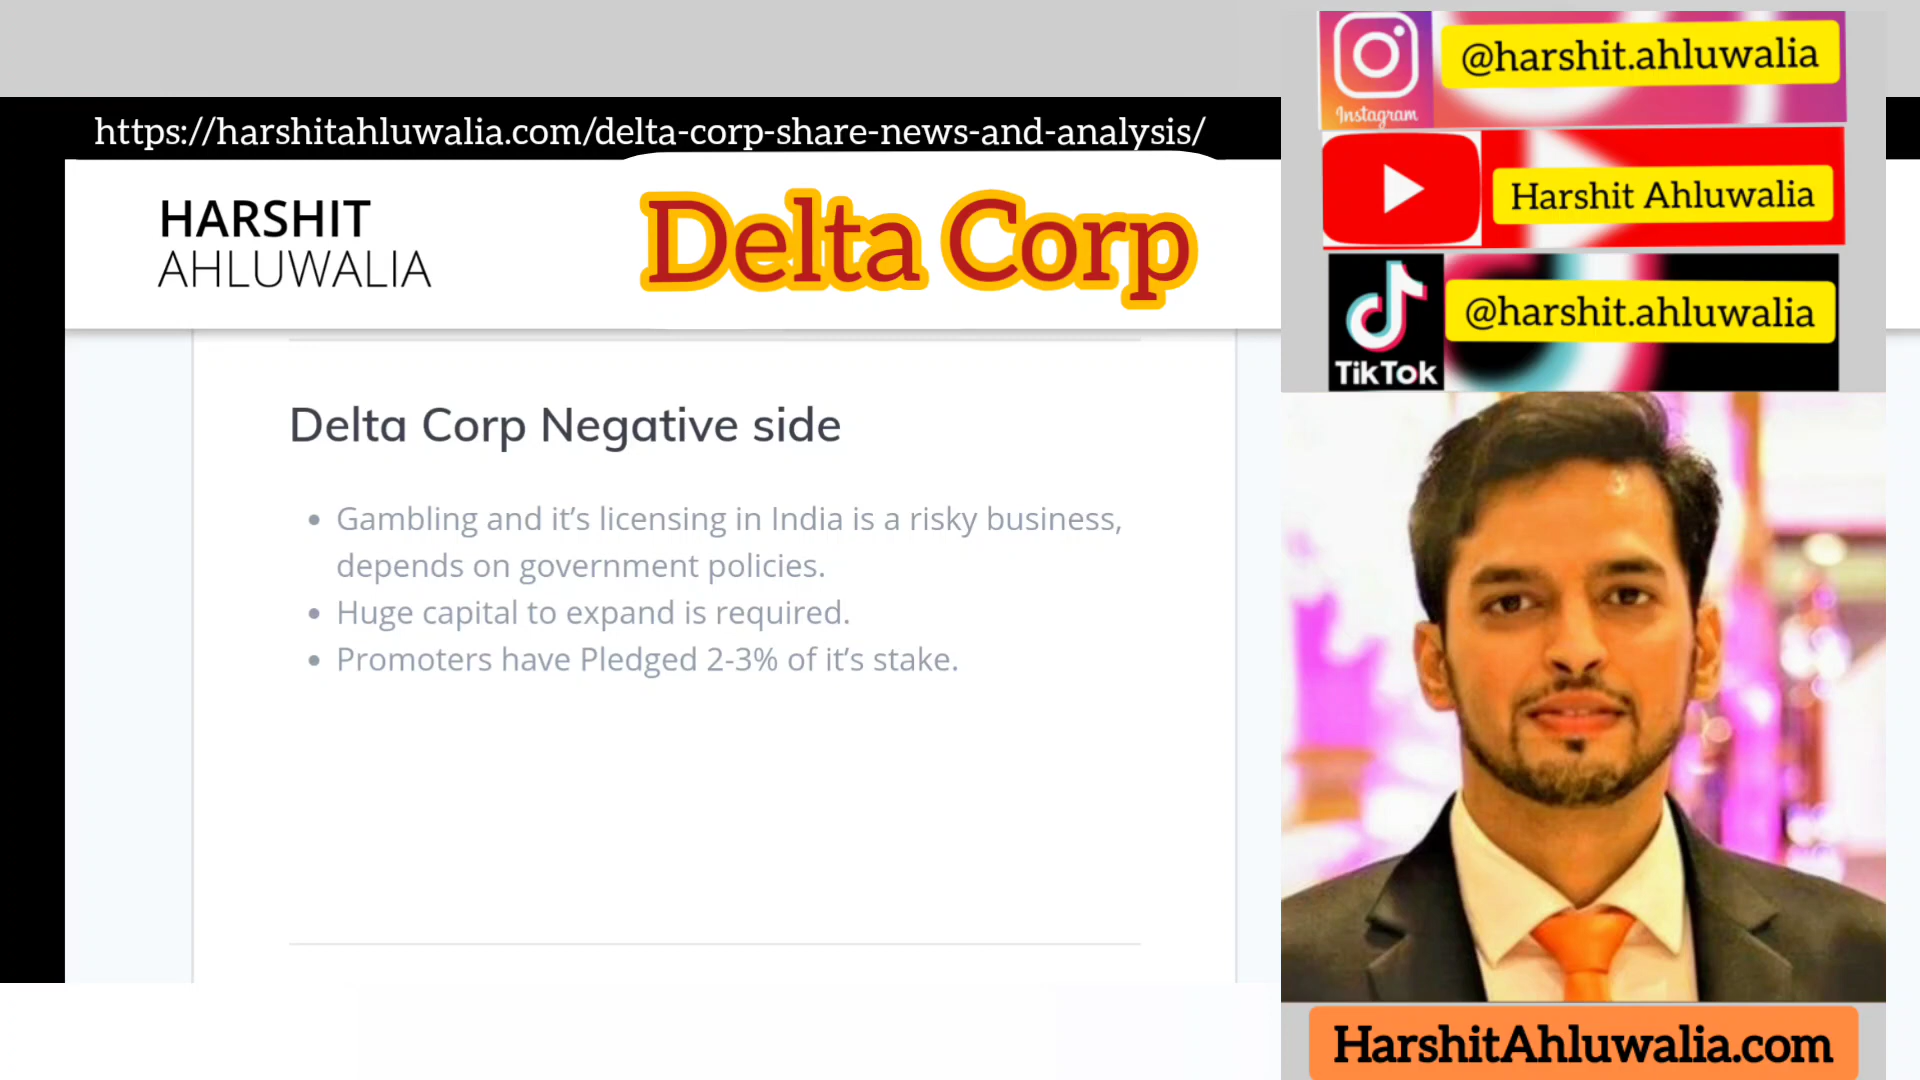 https://harshitahluwalia.com/delta-corp-share-news-and-analysis/
HARSHIT
AHLUWALIA
Delta Corp
Delta Corp Negative side
• Gambling and it’s licensing in India is a risky business,
depends on government policies.
• Huge capital to expand is required.
• Promoters have Pledged 2-3% of it’s stake.
Instagram
@harshit.ahluwalia
Harshit Ahluwalia
TikTok
@harshit.ahluwalia
HarshitAhluwalia.com